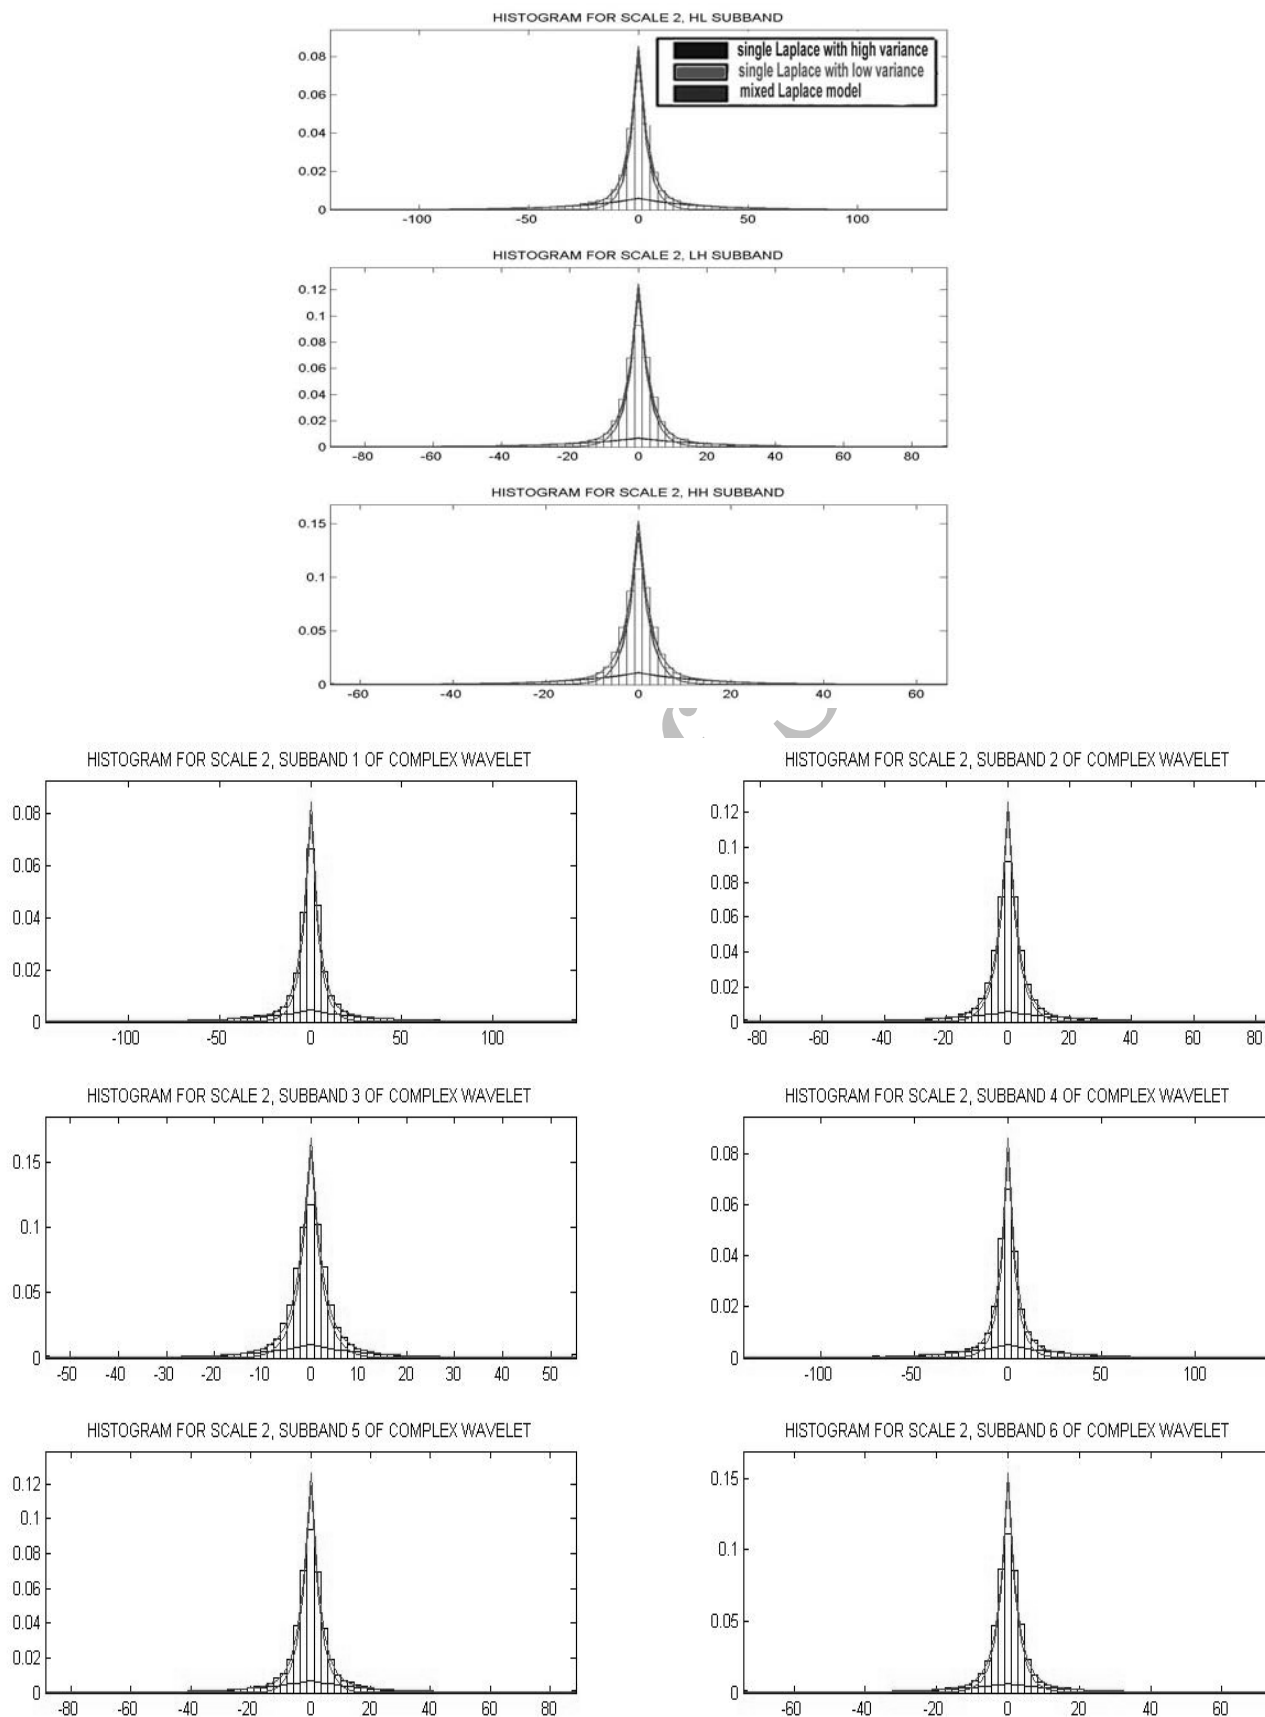 HISTOGRAM FOR SCALE 2, HL SUBBAND
single Laplace with high variance
single Laplace with low variance
mixed Laplace model
0.08
0.06
0.04
0.02
0
-100 -50 0 50 100
HISTOGRAM FOR SCALE 2, LH SUBBAND
0.12
0.1
0.08
0.06
0.04
0.02
0
-80 -60 -40 -20 0 20 40 60 80
HISTOGRAM FOR SCALE 2, HH SUBBAND
0.15
0.1
0.05
0
-60 -40 -20 0 20 40 60
HISTOGRAM FOR SCALE 2, SUBBAND 1 OF COMPLEX WAVELET
0.08
0.06
0.04
0.02
0
-100 -50 0 50 100
HISTOGRAM FOR SCALE 2, SUBBAND 2 OF COMPLEX WAVELET
0.12
0.1
0.08
0.06
0.04
0.02
0
-80 -60 -40 -20 0 20 40 60 80
HISTOGRAM FOR SCALE 2, SUBBAND 3 OF COMPLEX WAVELET
0.15
0.1
0.05
0
-50 -40 -30 -20 -10 0 10 20 30 40 50
HISTOGRAM FOR SCALE 2, SUBBAND 4 OF COMPLEX WAVELET
0.08
0.06
0.04
0.02
0
-100 -50 0 50 100
HISTOGRAM FOR SCALE 2, SUBBAND 5 OF COMPLEX WAVELET
0.12
0.1
0.08
0.06
0.04
0.02
0
-80 -60 -40 -20 0 20 40 60 80
HISTOGRAM FOR SCALE 2, SUBBAND 6 OF COMPLEX WAVELET
0.15
0.1
0.05
0
-60 -40 -20 0 20 40 60